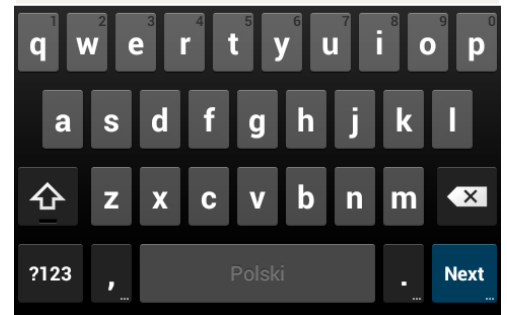 1 2 3 4 5 6 7 8 9 0
q w e r t y u i o p
a s d f g h j k l
z x c v b n m
?123 , ... Polski . ... Next ...